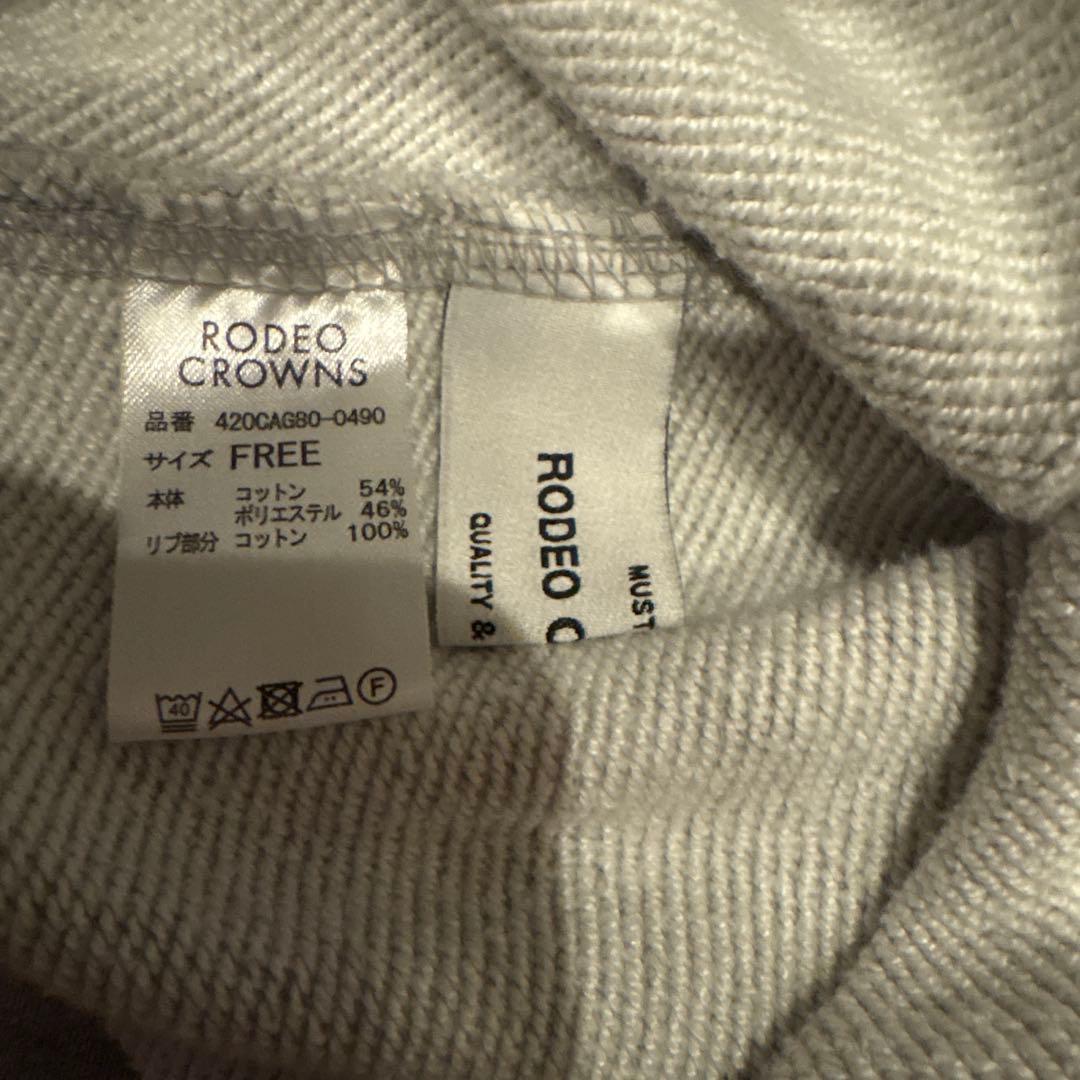 RODEO
CROWNS
品番 420CAG80-0490
サイズ FREE
本体 コットン 54%
ポリエステル 46%
リブ部分 コットン 100%
40
F
MUST
RODEO
QUALITY &